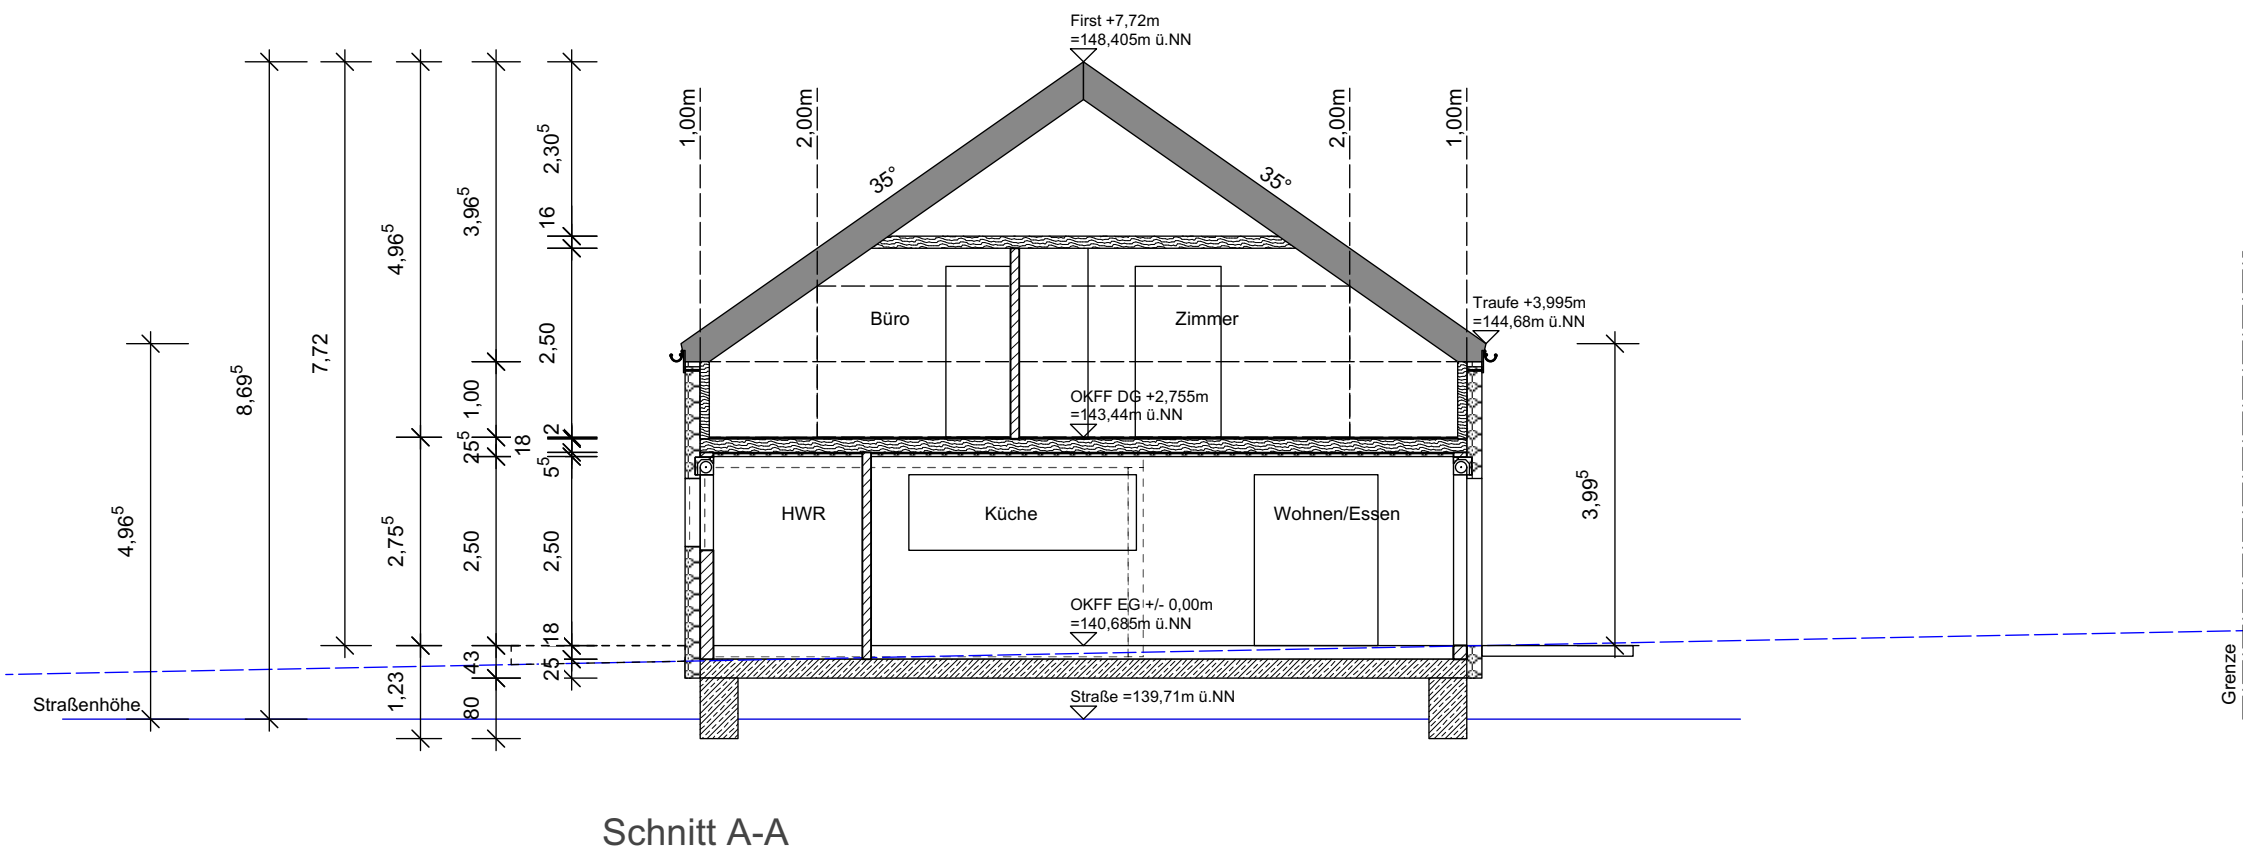 First +7,72m
=148,405m ü.NN
1,00m
2,00m
2,00m
1,00m
35°
35°
2,30⁵
16
3,96⁵
4,96⁵
7,72
8,69⁵
4,96⁵
2,50
1,00
2
18
25⁵
5⁵
2,75⁵
2,50
2,50
18
43
25
1,23
80
Büro
Zimmer
Traufe +3,995m
=144,68m ü.NN
OKFF DG +2,755m
=143,44m ü.NN
3,99⁵
HWR
Küche
Wohnen/Essen
OKFF EG +/- 0,00m
=140,685m ü.NN
Straßenhöhe
Straße =139,71m ü.NN
Grenze
Schnitt A-A